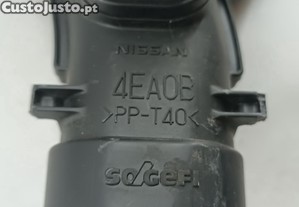 CustoJusto.pt
NISSAN
4EA0B
>PP-T40<
SOGEFI